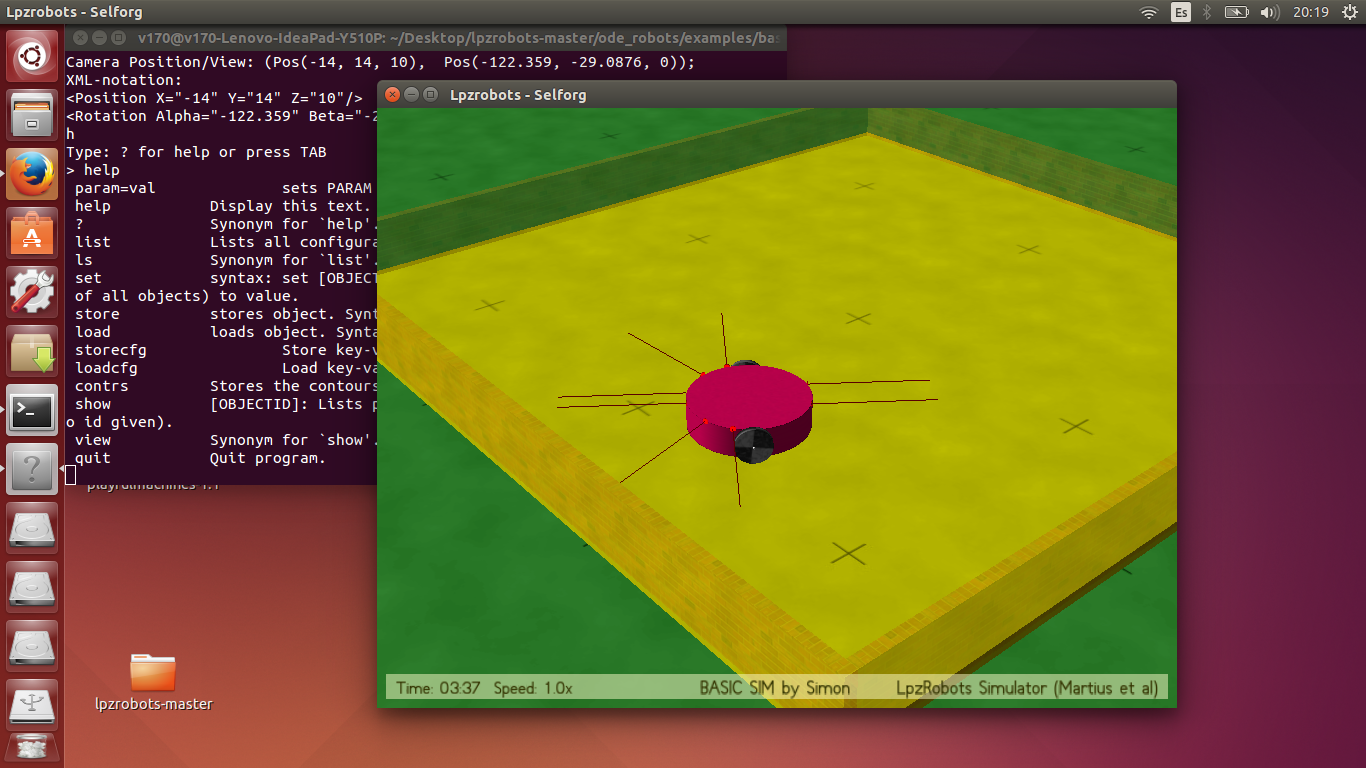 Lpzrobots - Selforg
Es
20:19
v170@v170-Lenovo-IdeaPad-Y510P: ~/Desktop/lpzrobots-master/ode_robots/examples/ba
Camera Position/View: (Pos(-14, 14, 10), Pos(-122.359, -29.0876, 0));
XML-notation:
<Position X="-14" Y="14" Z="10"/>
<Rotation Alpha="-122.359" Beta="-2
h
Type: ? for help or press TAB
> help
param=val sets PARAM
help Display this text.
? Synonym for `help'.
list Lists all configura
ls Synonym for `list'.
set syntax: set [OBJECT
of all objects) to value.
store stores object. Synt
load loads object. Synta
storecfg Store key-v
loadcfg Load key-va
contrs Stores the contours
show [OBJECTID]: Lists p
o id given).
view Synonym for `show'.
quit Quit program.
lpzrobots-master
Lpzrobots - Selforg
Time: 03:37 Speed: 1.0x
BASIC SIM by Simon
LpzRobots Simulator (Martius et al)